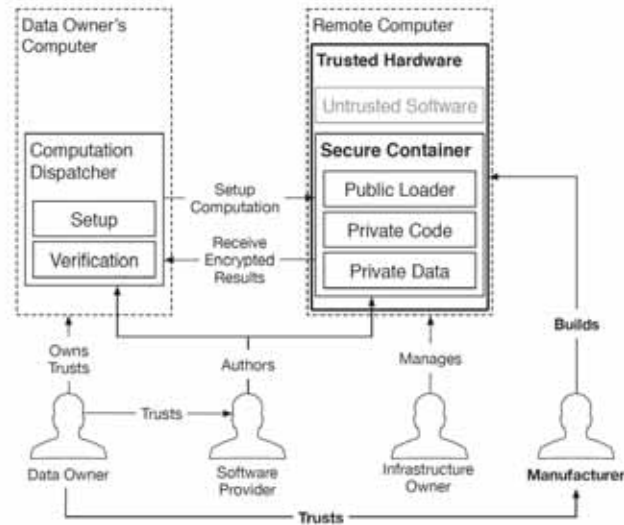 Data Owner's
Computer
Remote Computer
Trusted Hardware
Untrusted Software
Computation
Dispatcher
Setup
Verification
Secure Container
Public Loader
Private Code
Private Data
Setup
Computation
Receive
Encrypted
Results
Owns
Trusts
Authors
Manages
Builds
Trusts
Data Owner
Software
Provider
Infrastructure
Owner
Manufacturer
Trusts